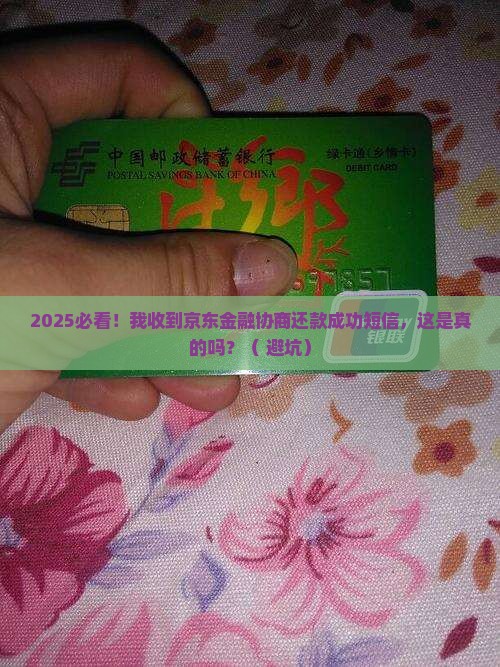 中国邮政储蓄银行
POSTAL SAVINGS BANK OF CHINA
绿卡通(乡情卡)
DEBIT CARD
乡
2025必看！我收到京东金融协商还款成功短信，这是真
的吗？（ 避坑）
银联